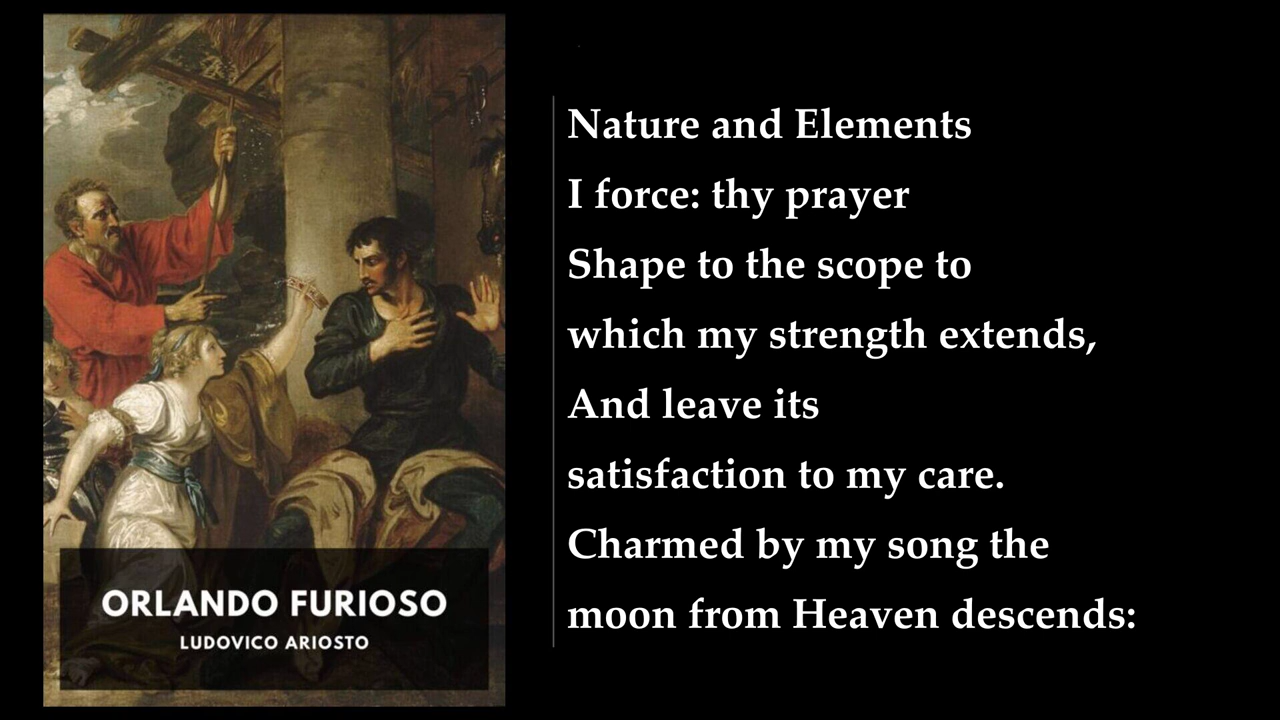 ORLANDO FURIOSO
LUDOVICO ARIOSTO
Nature and Elements
I force: thy prayer
Shape to the scope to
which my strength extends,
And leave its
satisfaction to my care.
Charmed by my song the
moon from Heaven descends: